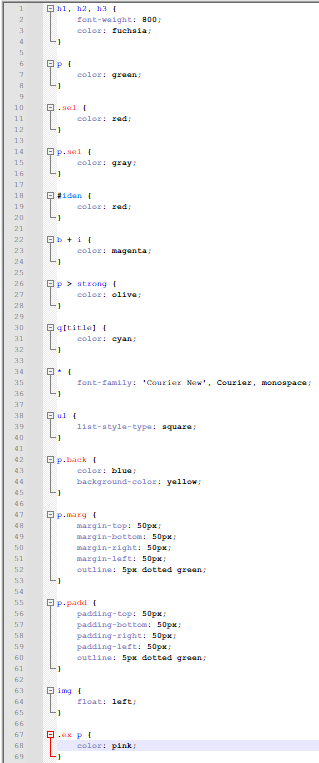 1 h1, h2, h3 {
2 font-weight: 800;
3 color: fuchsia;
4 }
5
6 p {
7 color: green;
8 }
9
10 .sel {
11 color: red;
12 }
13
14 p.sel {
15 color: gray;
16 }
17
18 #iden {
19 color: red;
20 }
21
22 b + i {
23 color: magenta;
24 }
25
26 p > strong {
27 color: olive;
28 }
29
30 q[title] {
31 color: cyan;
32 }
33
34 * {
35 font-family: 'Courier New', Courier, monospace;
36 }
37
38 ul {
39 list-style-type: square;
40 }
41
42 p.back {
43 color: blue;
44 background-color: yellow;
45 }
46
47 p.marg {
48 margin-top: 50px;
49 margin-bottom: 50px;
50 margin-right: 50px;
51 margin-left: 50px;
52 outline: 5px dotted green;
53 }
54
55 p.padd {
56 padding-top: 50px;
57 padding-bottom: 50px;
58 padding-right: 50px;
59 padding-left: 50px;
60 outline: 5px dotted green;
61 }
62
63 img {
64 float: left;
65 }
66
67 .ex p {
68 color: pink;
69 }